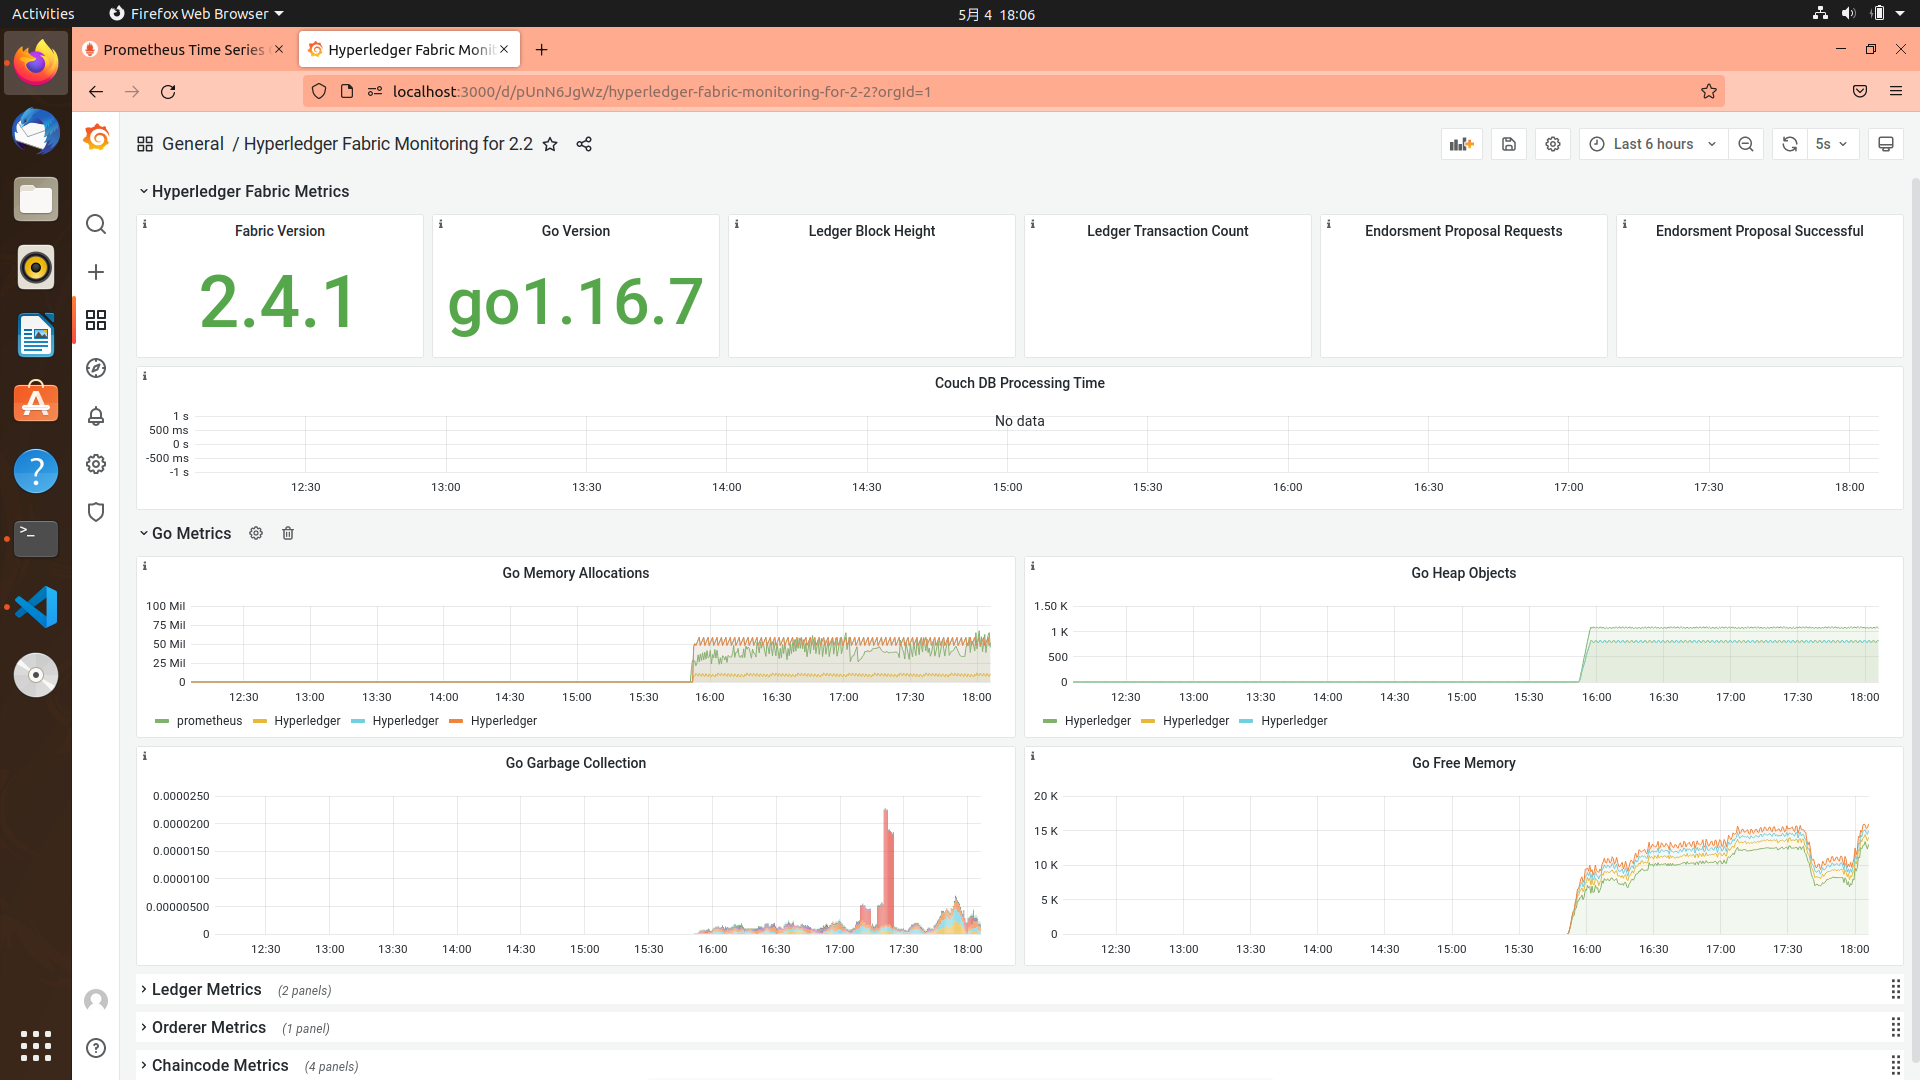 Activities
Firefox Web Browser
5月 4 18:06
Prometheus Time Series
Hyperledger Fabric Monit
localhost:3000/d/pUnN6JgWz/hyperledger-fabric-monitoring-for-2-2?orgId=1
General / Hyperledger Fabric Monitoring for 2.2
Last 6 hours
5s
Hyperledger Fabric Metrics
Fabric Version
Go Version
Ledger Block Height
Ledger Transaction Count
Endorsment Proposal Requests
Endorsment Proposal Successful
2.4.1
go1.16.7
Couch DB Processing Time
No data
1 s
500 ms
0 s
-500 ms
-1 s
12:30 13:00 13:30 14:00 14:30 15:00 15:30 16:00 16:30 17:00 17:30 18:00
Go Metrics
Go Memory Allocations
100 Mil
75 Mil
50 Mil
25 Mil
0
12:30 13:00 13:30 14:00 14:30 15:00 15:30 16:00 16:30 17:00 17:30 18:00
prometheus Hyperledger Hyperledger Hyperledger
Go Heap Objects
1.50 K
1 K
500
0
12:30 13:00 13:30 14:00 14:30 15:00 15:30 16:00 16:30 17:00 17:30 18:00
Hyperledger Hyperledger Hyperledger
Go Garbage Collection
0.0000250
0.0000200
0.0000150
0.0000100
0.00000500
0
12:30 13:00 13:30 14:00 14:30 15:00 15:30 16:00 16:30 17:00 17:30 18:00
Go Free Memory
20 K
15 K
10 K
5 K
0
12:30 13:00 13:30 14:00 14:30 15:00 15:30 16:00 16:30 17:00 17:30 18:00
Ledger Metrics (2 panels)
Orderer Metrics (1 panel)
Chaincode Metrics (4 panels)